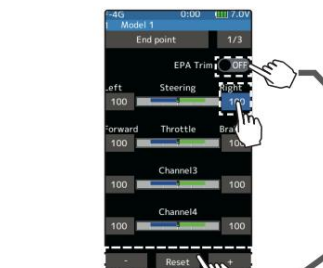 -4G 0:00 7.0V
Model 1
End point 1/3
EPA Trim OFF
Left Steering Right
100 100
Forward Throttle Brake
100 100
Channel3
100 100
Channel4
100 100
- Reset +